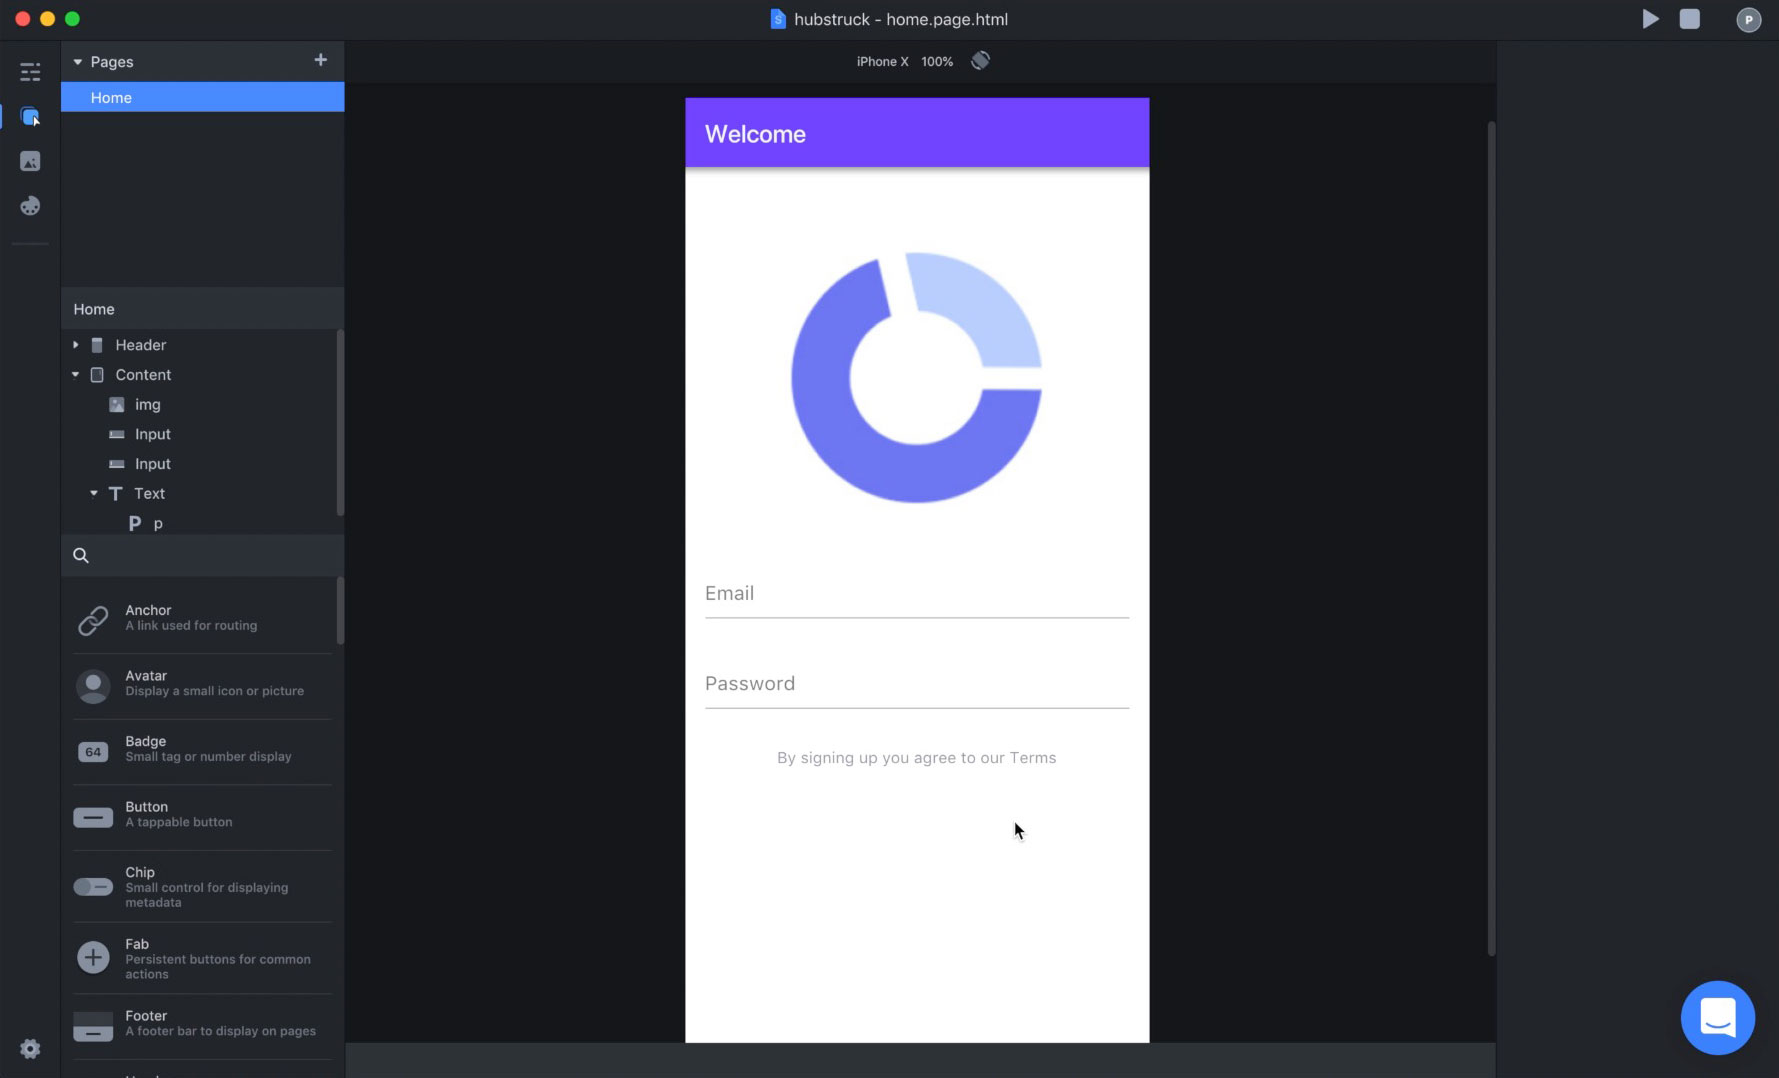 hubstruck - home.page.html
P
Pages
+
Home
iPhone X 100%
Welcome
Home
Header
Content
img
Input
Input
T Text
P p
Anchor
A link used for routing
Avatar
Display a small icon or picture
64
Badge
Small tag or number display
Button
A tappable button
Chip
Small control for displaying
metadata
Fab
Persistent buttons for common
actions
Footer
A footer bar to display on pages
Email
Password
By signing up you agree to our Terms